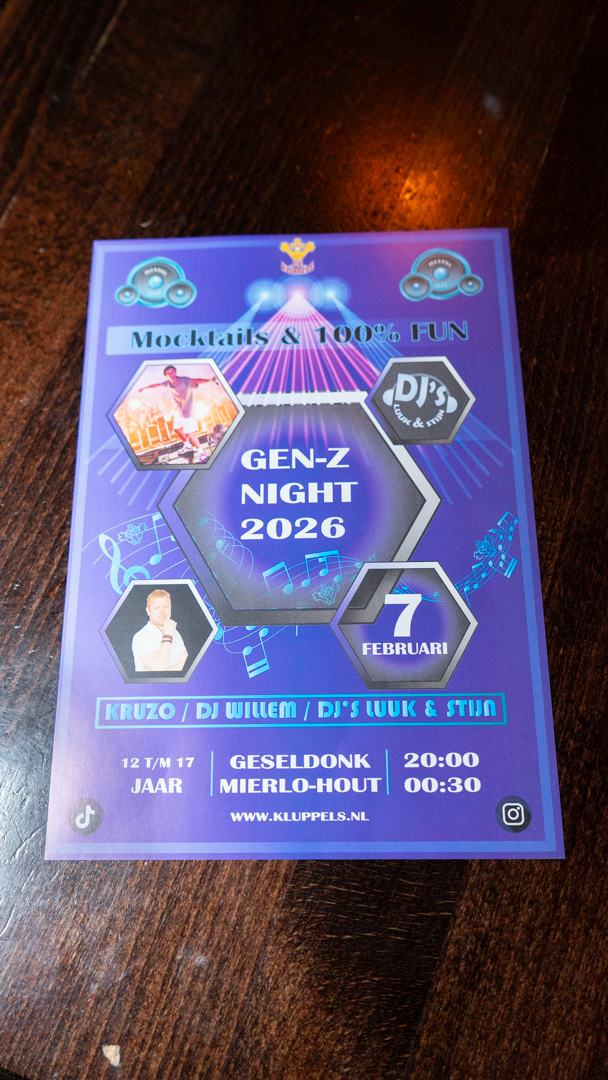 KLUPPELS
Mocktails & 100% FUN
DJ's
LUUK & STIJN
GEN-Z
NIGHT
2026
7
FEBRUARI
KRUZO / DJ WILLEM / DJ'S LUUK & STIJN
12 T/M 17
JAAR
GESELDONK
MIERLO-HOUT
20:00
00:30
WWW.KLUPPELS.NL